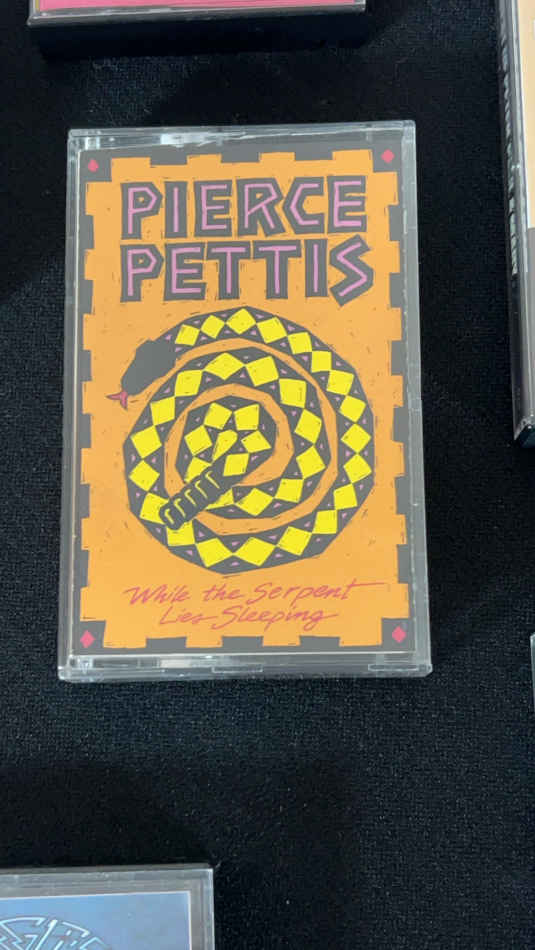 PIERCE
PETTIS
While the Serpent
Lies Sleeping